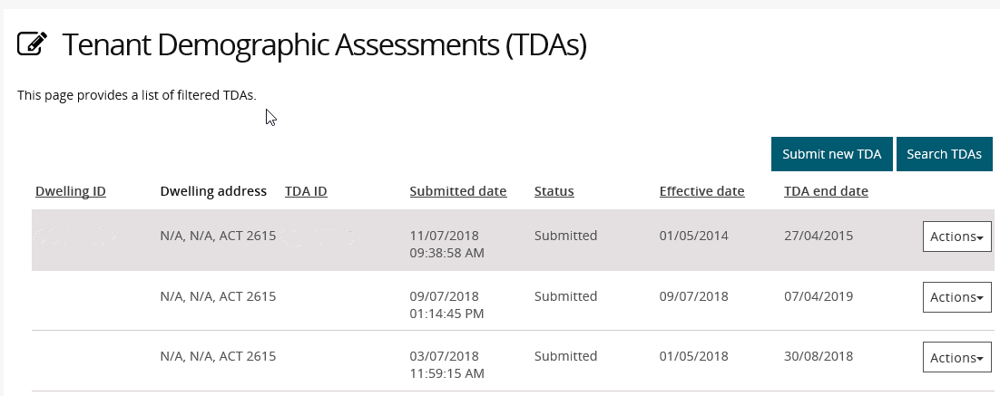 Tenant Demographic Assessments (TDAs)
This page provides a list of filtered TDAs.
Submit new TDA Search TDAs
Dwelling ID Dwelling address TDA ID Submitted date Status Effective date TDA end date
N/A, N/A, ACT 2615 11/07/2018 Submitted 01/05/2014 27/04/2015 Actions
09:38:58 AM
N/A, N/A, ACT 2615 09/07/2018 Submitted 09/07/2018 07/04/2019 Actions
01:14:45 PM
N/A, N/A, ACT 2615 03/07/2018 Submitted 01/05/2018 30/08/2018 Actions
11:59:15 AM